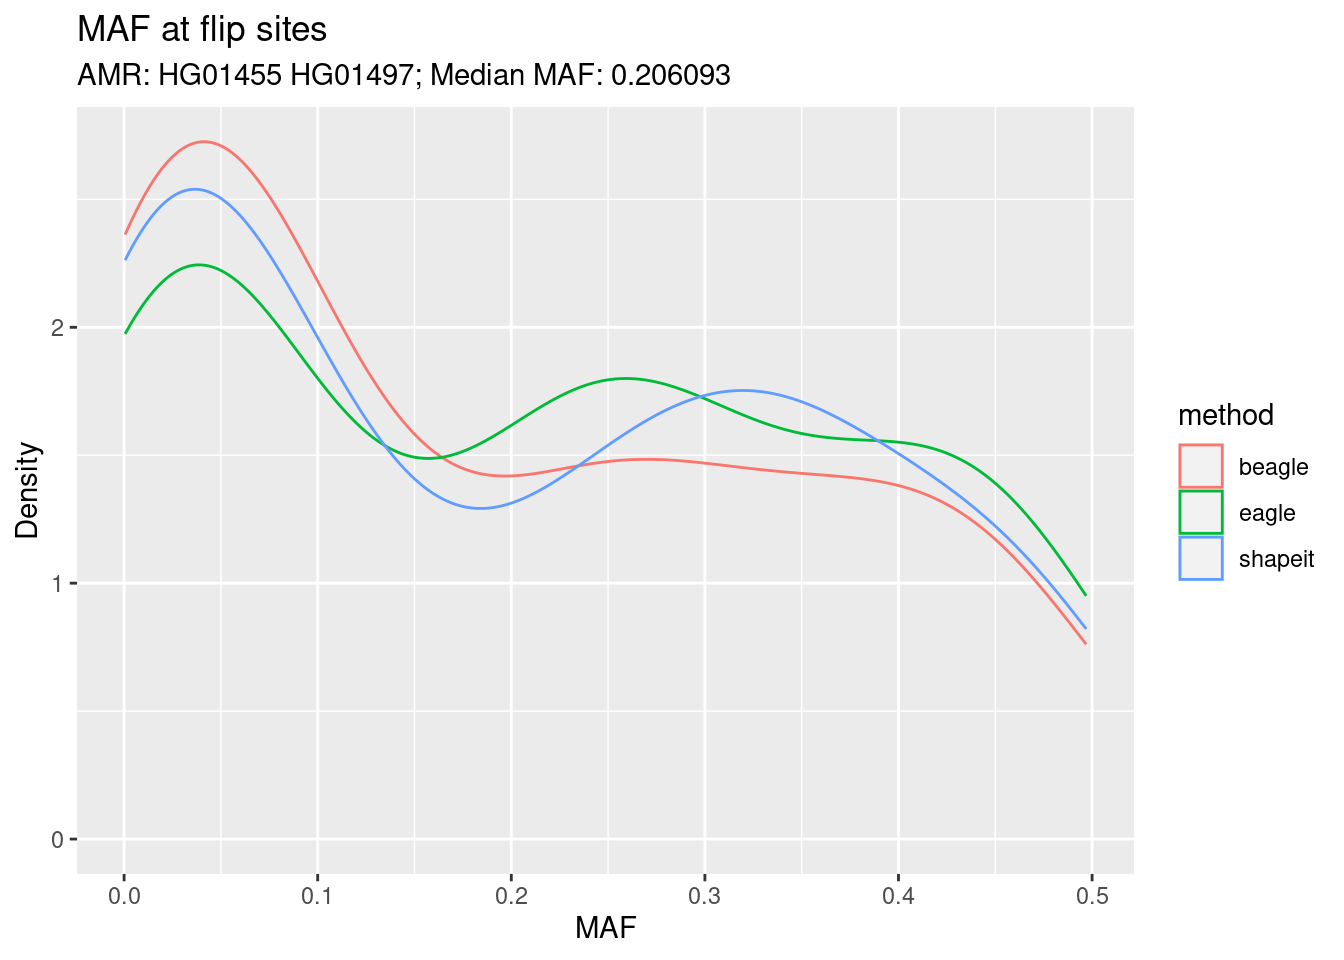 MAF at flip sites
AMR: HG01455 HG01497; Median MAF: 0.206093
Density
2
1
0
0.0 0.1 0.2 0.3 0.4 0.5
MAF
method
beagle
eagle
shapeit